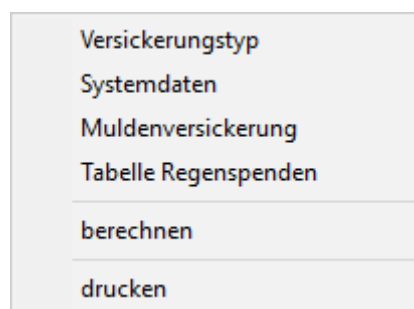 Versickerungstyp
Systemdaten
Muldenversickerung
Tabelle Regenspenden
berechnen
drucken